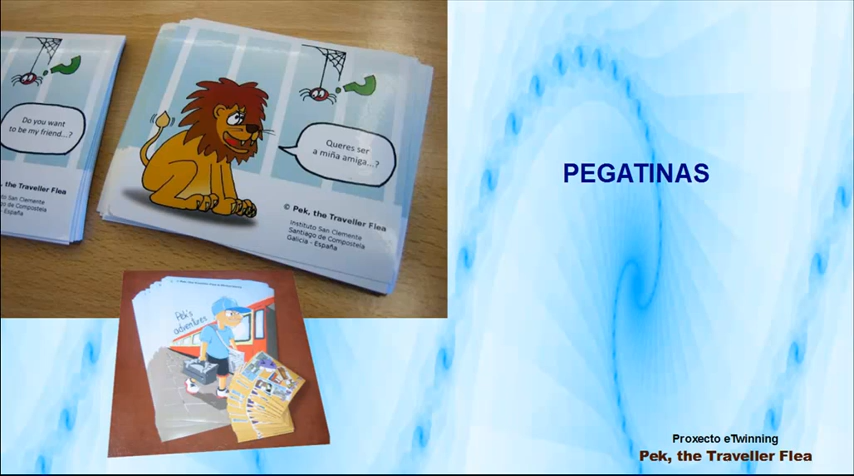 Do you want
to be my friend...?
, the Traveller Flea
Instituto San Clemente
Santiago de Compostela
España
Queres ser
a miña amiga...?
© Pek, the Traveller Flea
Instituto San Clemente
Santiago de Compostela
Galicia - España
Pek's
adventures
PEGATINAS
Proxecto eTwinning
Pek, the Traveller Flea